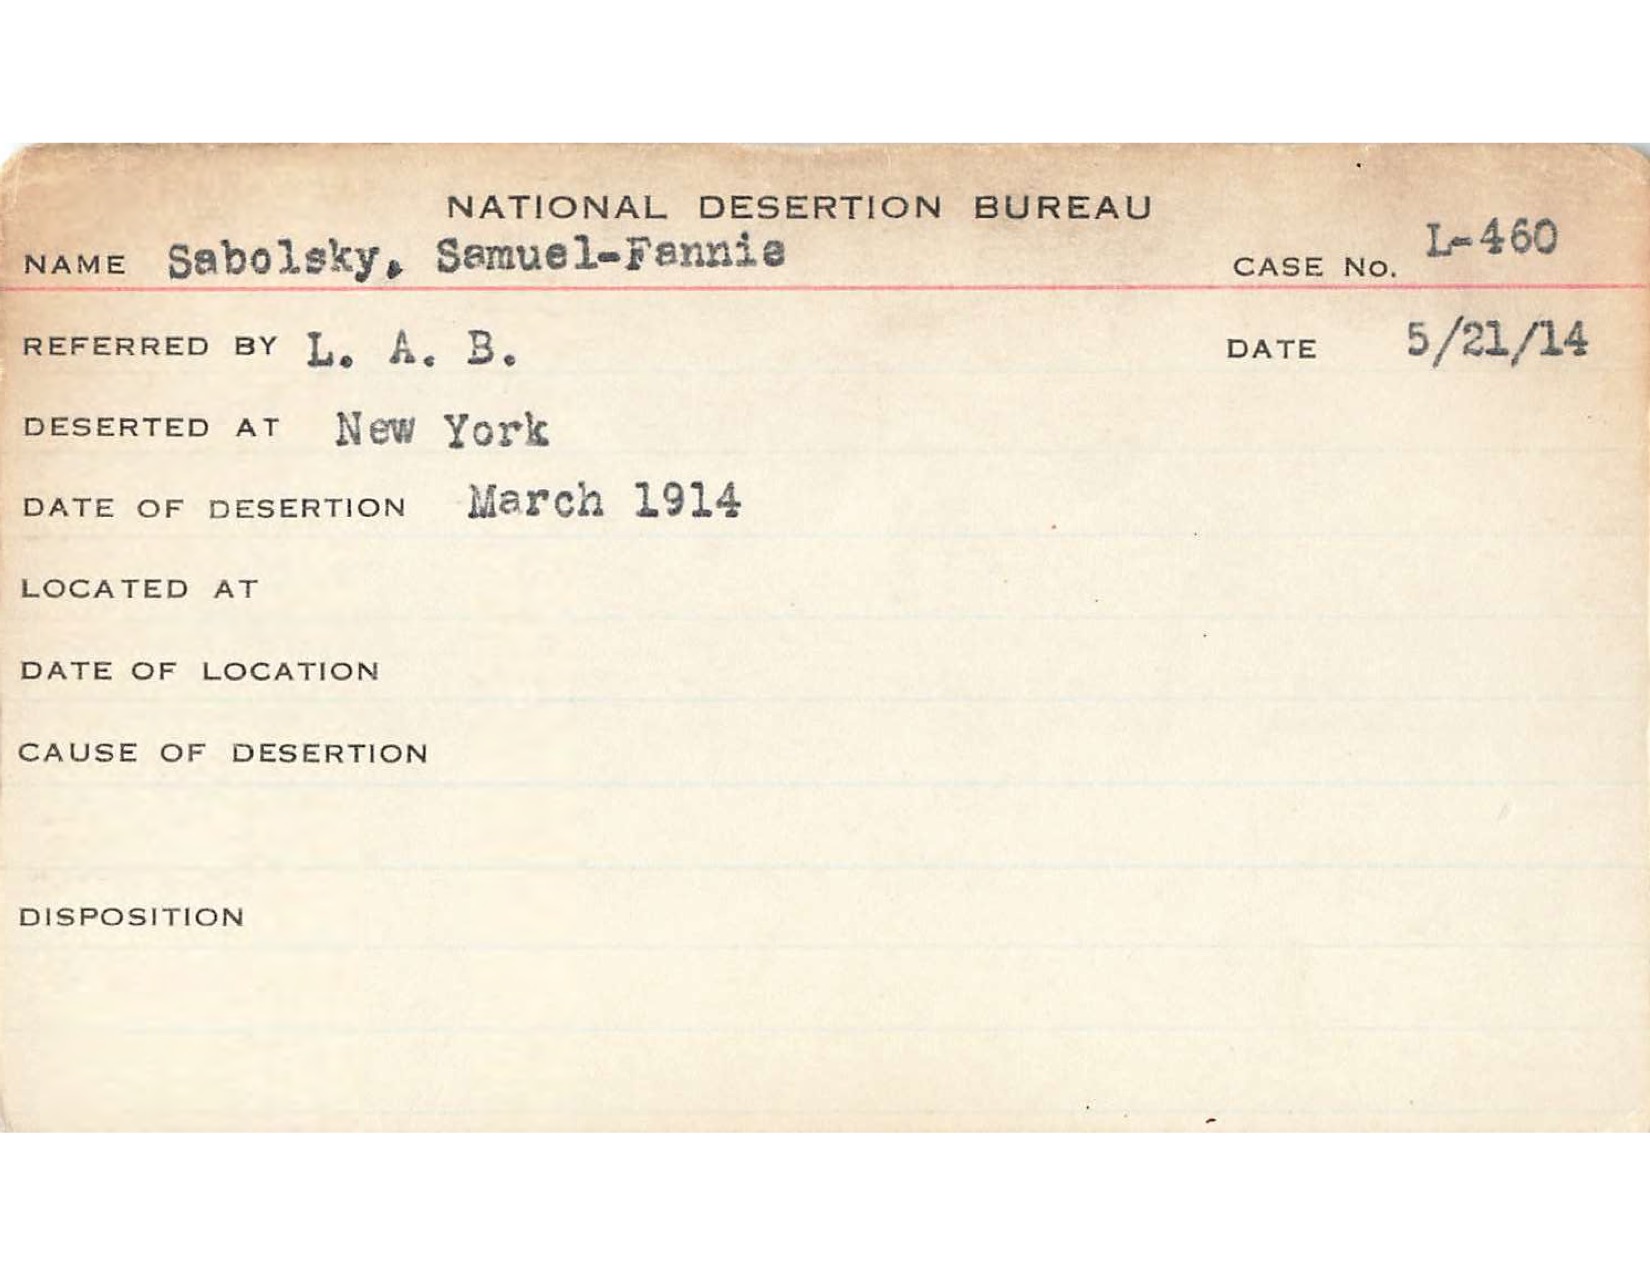 NATIONAL DESERTION BUREAU
NAME Sabolsky, Samuel-Fannie CASE No. L-460
REFERRED BY L. A. B. DATE 5/21/14
DESERTED AT New York
DATE OF DESERTION March 1914
LOCATED AT
DATE OF LOCATION
CAUSE OF DESERTION
DISPOSITION